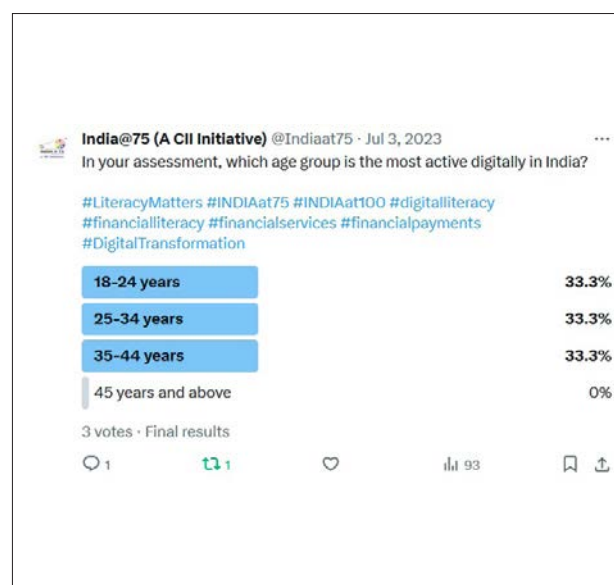 India@75 (A CII Initiative) @Indiaat75 · Jul 3, 2023 ...
In your assessment, which age group is the most active digitally in India?
#LiteracyMatters #INDIAat75 #INDIAat100 #digitalliteracy
#financialliteracy #financialservices #financialpayments
#DigitalTransformation
18-24 years 33.3%
25-34 years 33.3%
35-44 years 33.3%
45 years and above 0%
3 votes · Final results
1 1 93